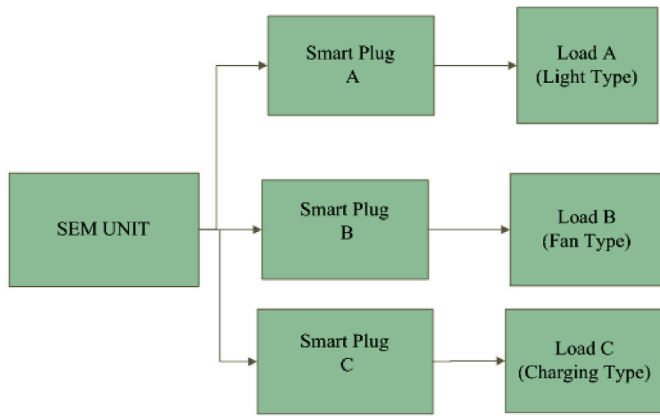 Smart Plug
A
Load A
(Light Type)
SEM UNIT
Smart Plug
B
Load B
(Fan Type)
Smart Plug
C
Load C
(Charging Type)